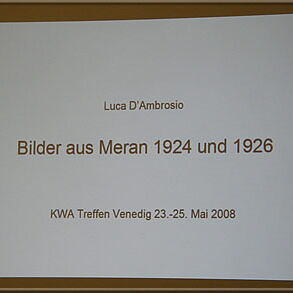 Luca D'Ambrosio
Bilder aus Meran 1924 und 1926
KWA Treffen Venedig 23.-25. Mai 2008